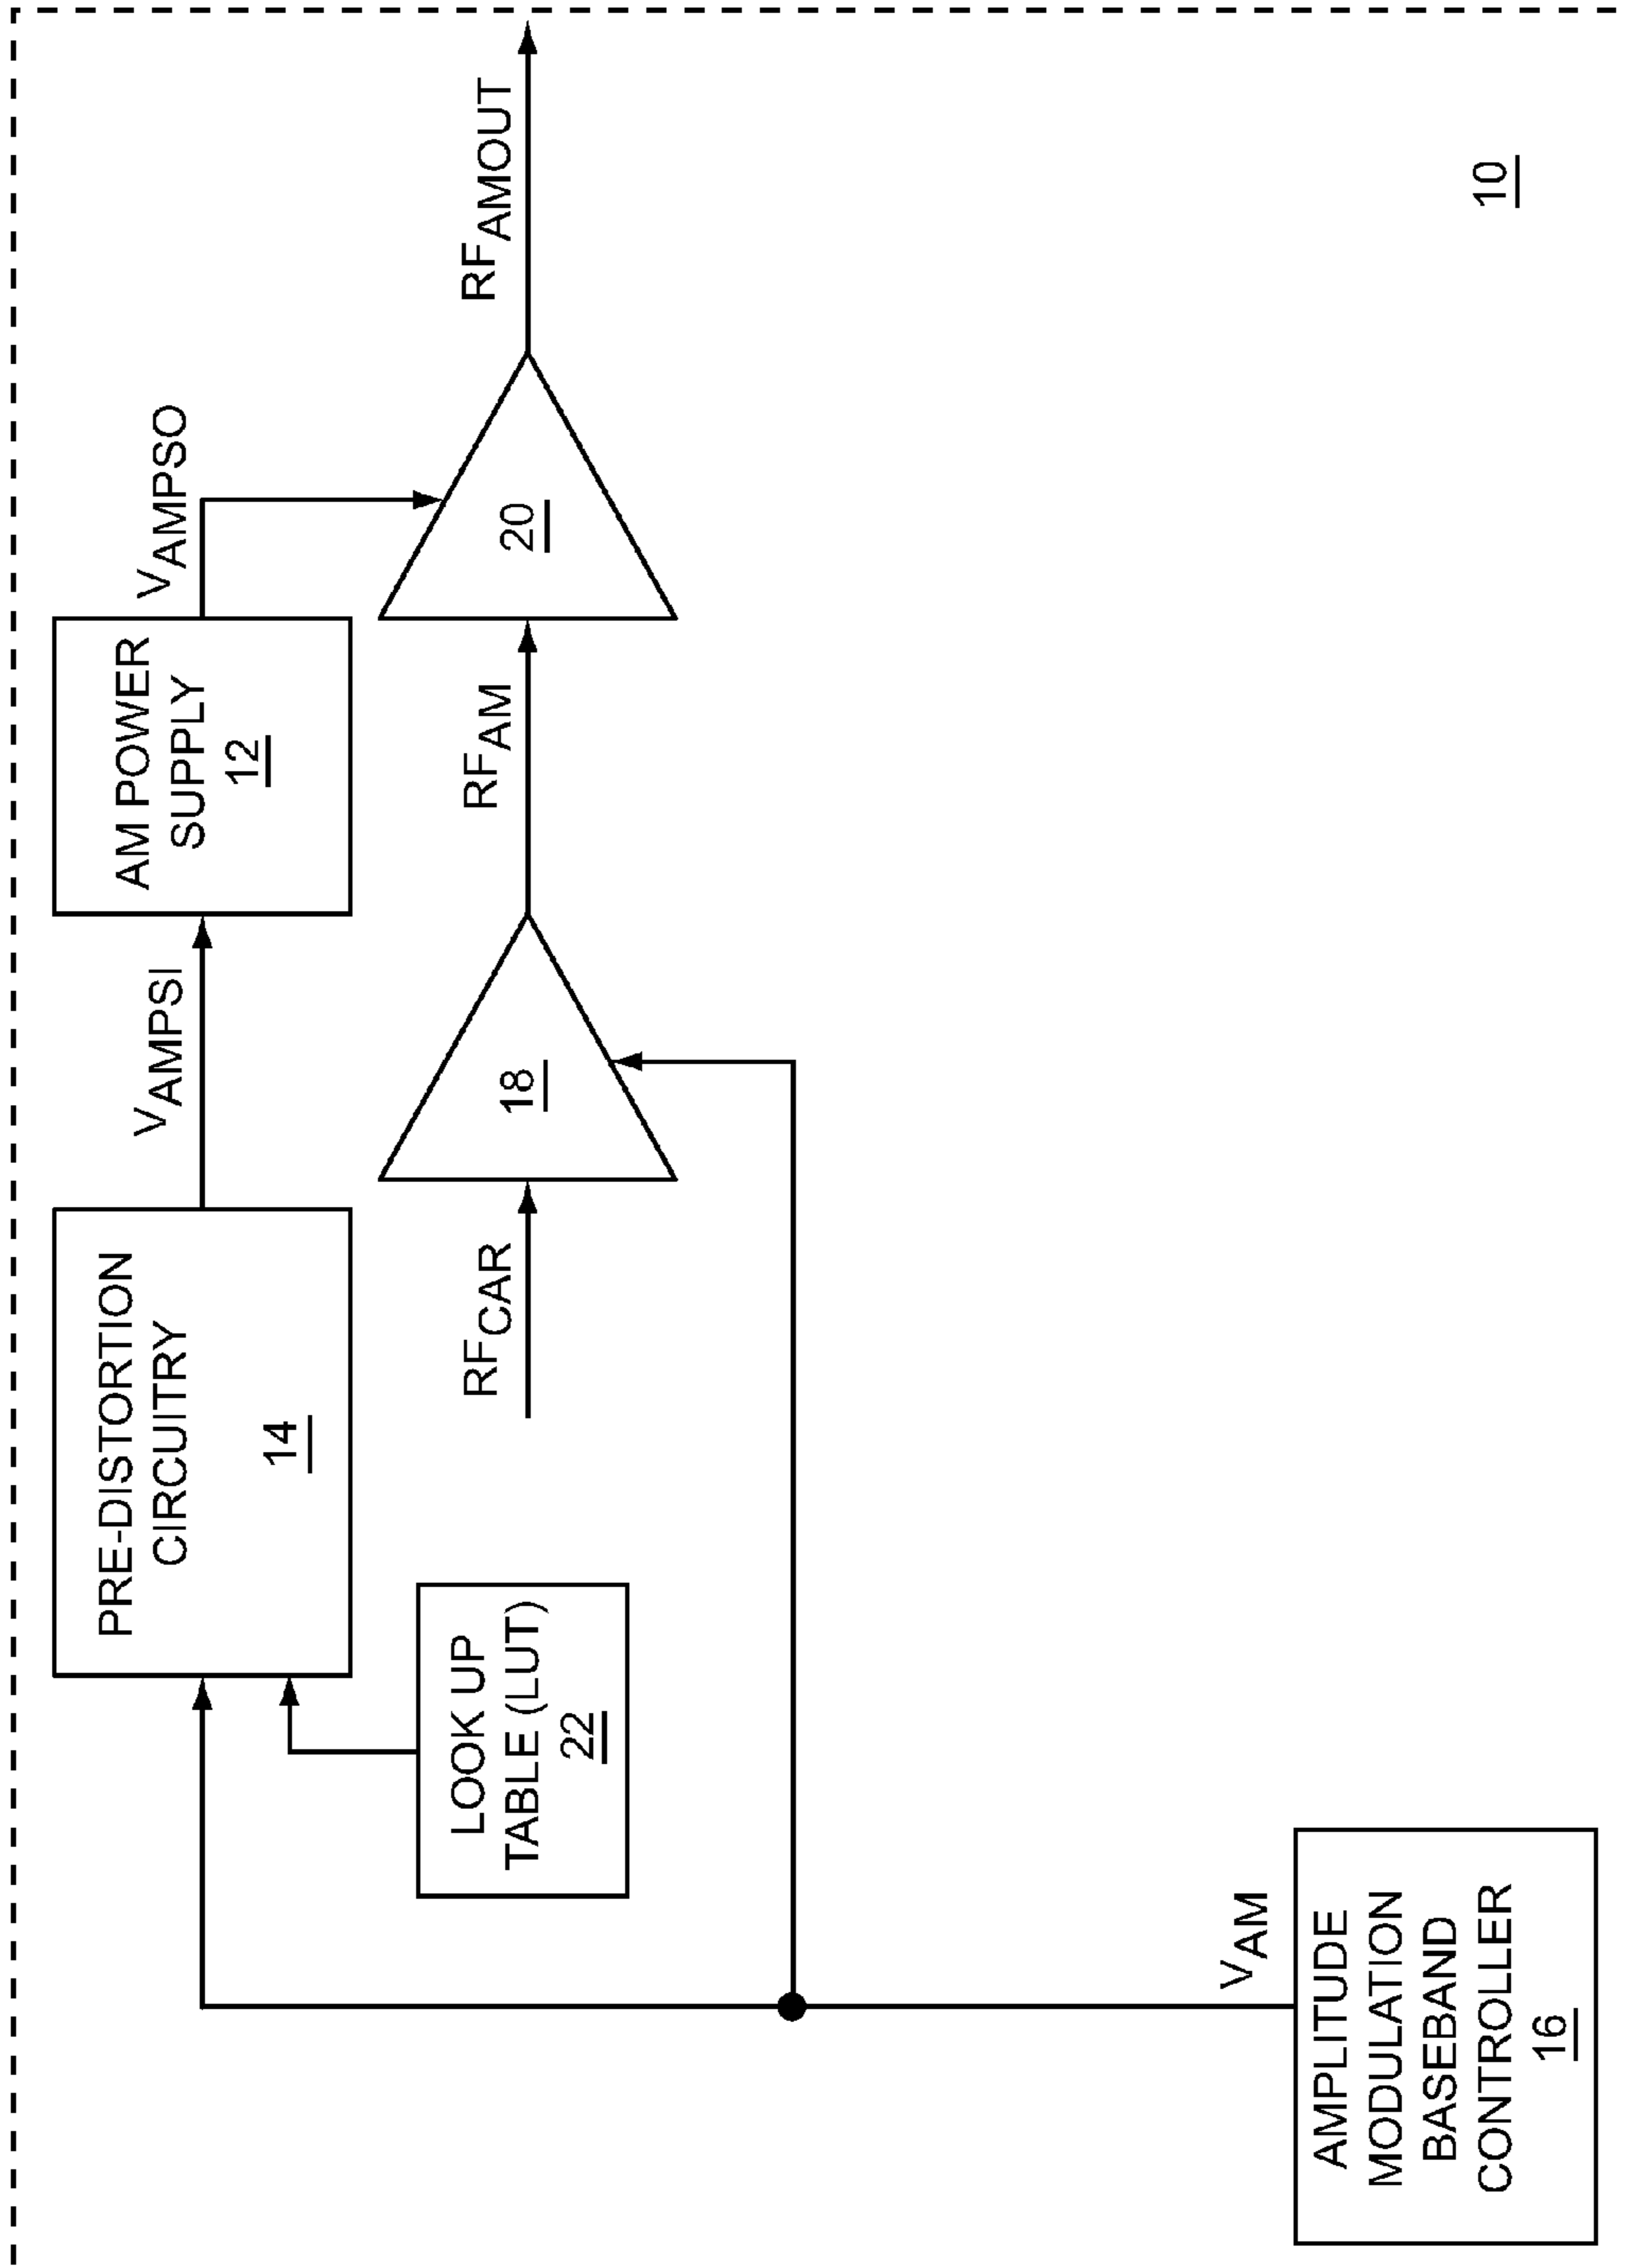 PRE-DISTORTION
CIRCUITRY
14
VAMPSI
AM POWER
SUPPLY
12
VAMPSO
LOOK UP
TABLE (LUT)
22
RFCAR
18
RFAM
20
RFAMOUT
VAM
AMPLITUDE
MODULATION
BASEBAND
CONTROLLER
16
10